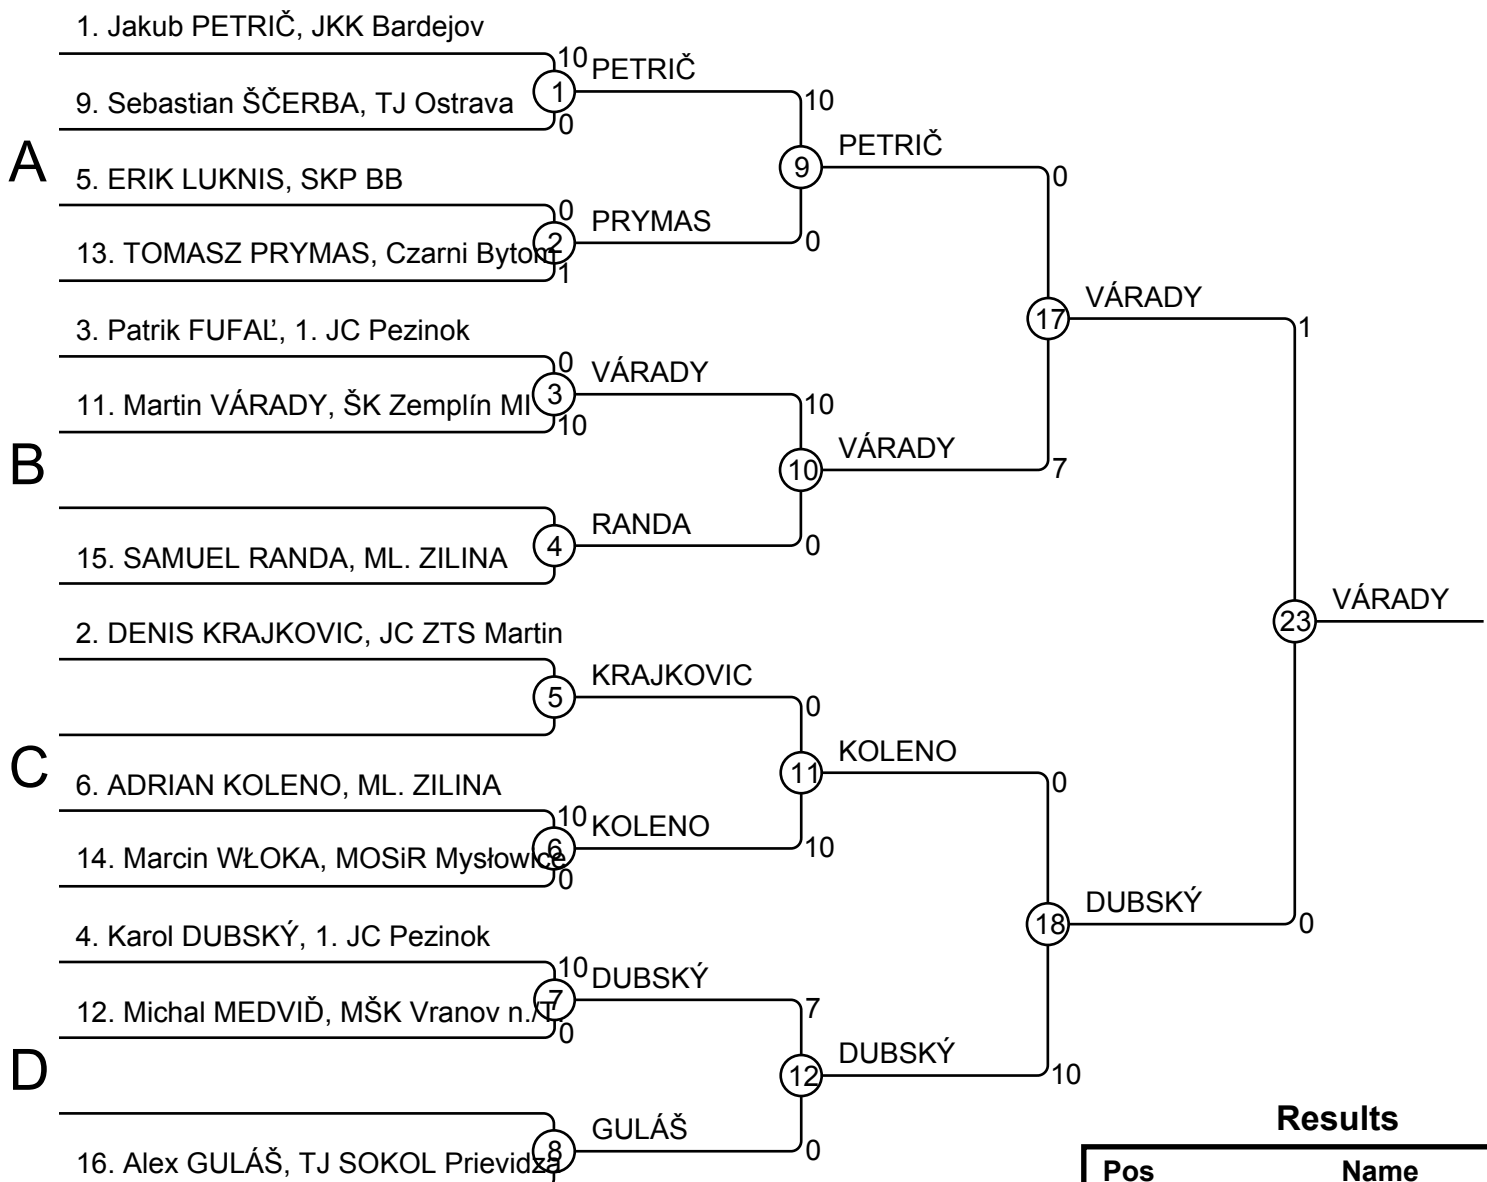 1. Jakub PETRIČ, JKK Bardejov
10
PETRIČ
1
10
9. Sebastian ŠČERBA, TJ Ostrava
0
A
PETRIČ
9
0
5. ERIK LUKNIS, SKP BB
0
PRYMAS
2
0
13. TOMASZ PRYMAS, Czarni Bytom
1
VÁRADY
17
1
3. Patrik FUFAĽ, 1. JC Pezinok
0
VÁRADY
3
10
11. Martin VÁRADY, ŠK Zemplín MI
10
B
VÁRADY
10
7
RANDA
4
0
15. SAMUEL RANDA, ML. ZILINA
VÁRADY
23
2. DENIS KRAJKOVIC, JC ZTS Martin
KRAJKOVIC
5
0
C
KOLENO
11
0
6. ADRIAN KOLENO, ML. ZILINA
10
KOLENO
6
10
14. Marcin WŁOKA, MOSiR Mysłowice
0
DUBSKÝ
18
0
4. Karol DUBSKÝ, 1. JC Pezinok
10
DUBSKÝ
7
7
12. Michal MEDVIĎ, MŠK Vranov n./T.
0
D
DUBSKÝ
12
10
GULÁŠ
8
0
16. Alex GULÁŠ, TJ SOKOL Prievidza
Results
Pos Name